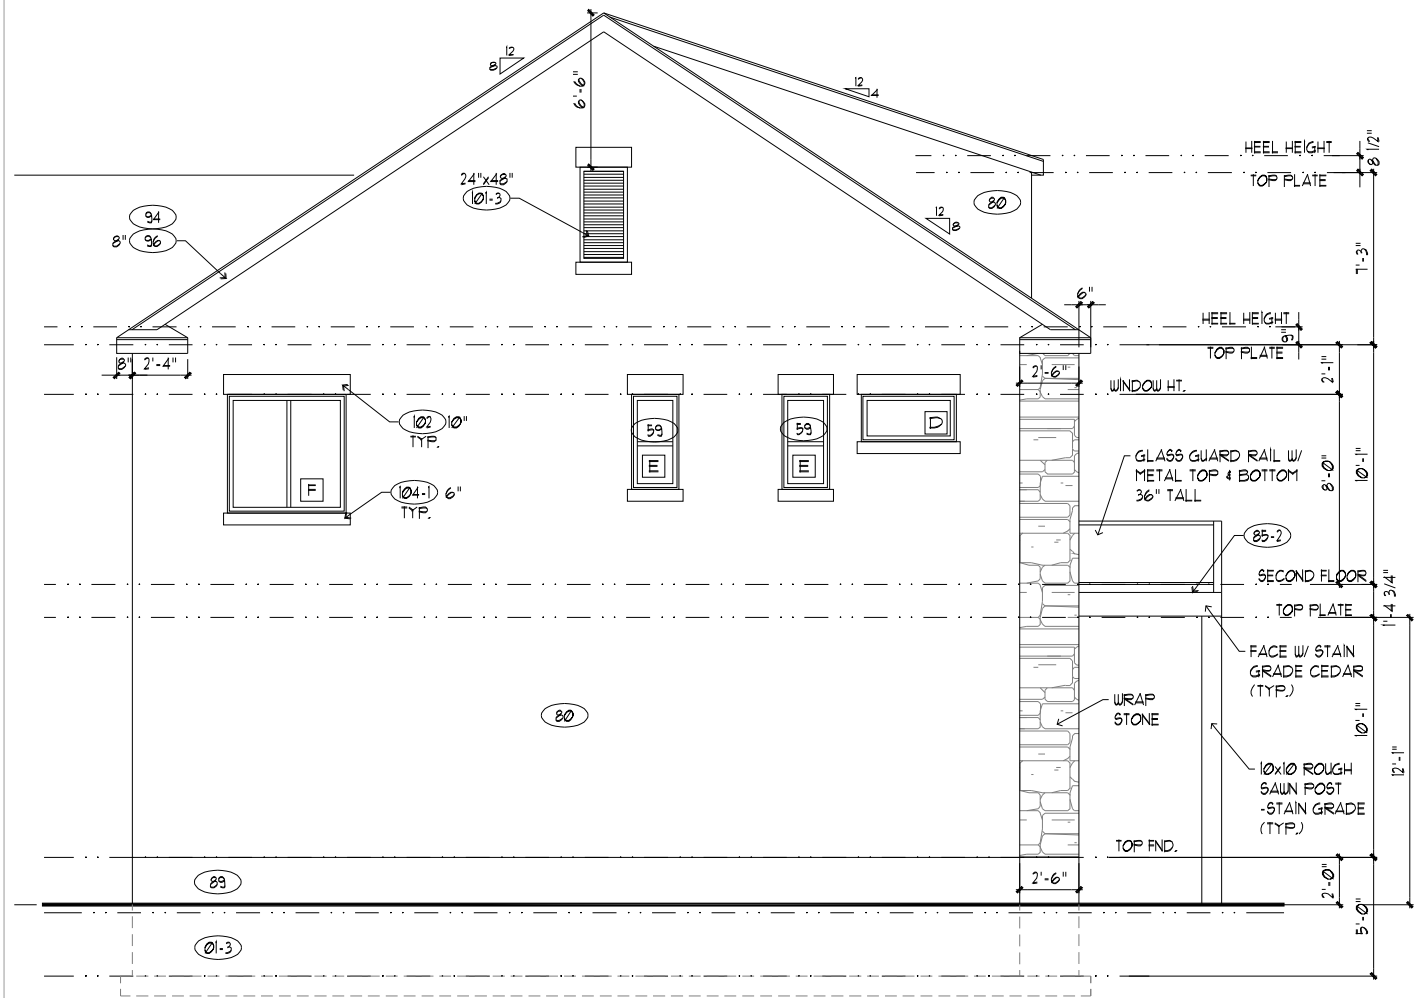 12
8
6'-6"
12
4
HEEL HEIGHT
8 1/2"
TOP PLATE
24"x48"
101-3
80
94
8" 96
12
8
7'-3"
6"
HEEL HEIGHT
9"
TOP PLATE
8" 2'-4"
2'-6"
2'-1"
WINDOW HT.
102 10"
TYP.
59
59
D
E
E
F
104-1 6"
TYP.
GLASS GUARD RAIL W/
METAL TOP & BOTTOM
36" TALL
8'-0"
10'-1"
85-2
SECOND FLOOR
1'-4 3/4"
TOP PLATE
FACE W/ STAIN
GRADE CEDAR
(TYP.)
WRAP
STONE
80
10'-1"
12'-1"
10x10 ROUGH
SAWN POST
-STAIN GRADE
(TYP.)
TOP FND.
89
2'-6"
2'-0"
01-3
5'-0"